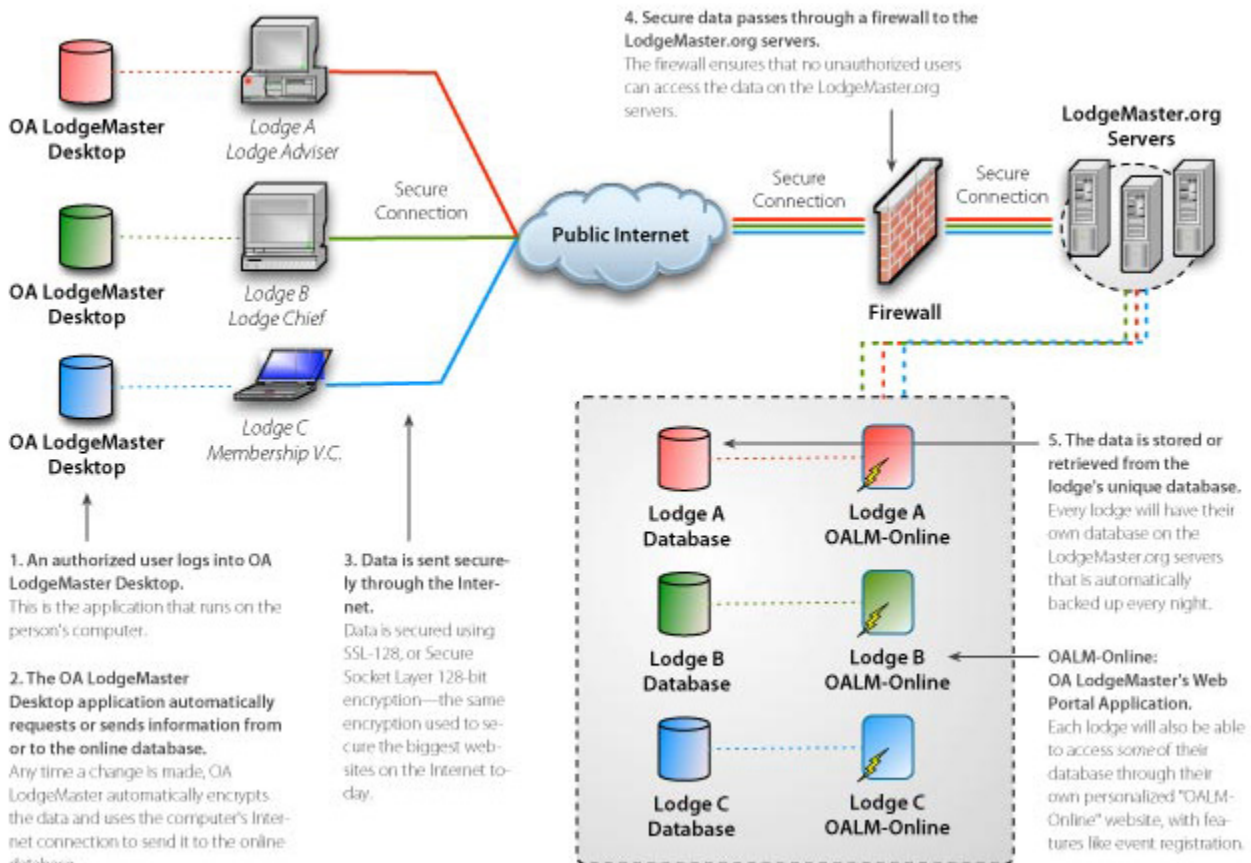 4. Secure data passes through a firewall to the
LodgeMaster.org servers.
The firewall ensures that no unauthorized users
can access the data on the LodgeMaster.org
servers.
OA LodgeMaster
Desktop
Lodge A
Lodge Adviser
LodgeMaster.org
Servers
Secure
Connection
Public Internet
Secure
Connection
Secure
Connection
OA LodgeMaster
Desktop
Lodge B
Lodge Chief
Firewall
OA LodgeMaster
Desktop
Lodge C
Membership V.C.
1. An authorized user logs into OA
LodgeMaster Desktop.
This is the application that runs on the
person's computer.
2. The OA LodgeMaster
Desktop application automatically
requests or sends information from
or to the online database.
Any time a change is made, OA
LodgeMaster automatically encrypts
the data and uses the computer's Inter-
net connection to send it to the online
database.
3. Data is sent secure-
ly through the Inter-
net.
Data is secured using
SSL-128, or Secure
Socket Layer 128-bit
encryption—the same
encryption used to se-
cure the biggest web-
sites on the Internet to-
day.
Lodge A
Database
Lodge A
OALM-Online
Lodge B
Database
Lodge B
OALM-Online
Lodge C
Database
Lodge C
OALM-Online
5. The data is stored or
retrieved from the
lodge's unique database.
Every lodge will have their
own database on the
LodgeMaster.org servers
that is automatically
backed up every night.
OALM-Online:
OA LodgeMaster's Web
Portal Application.
Each lodge will also be able
to access some of their
database through their
own personalized "OALM-
Online" website, with fea-
tures like event registration.